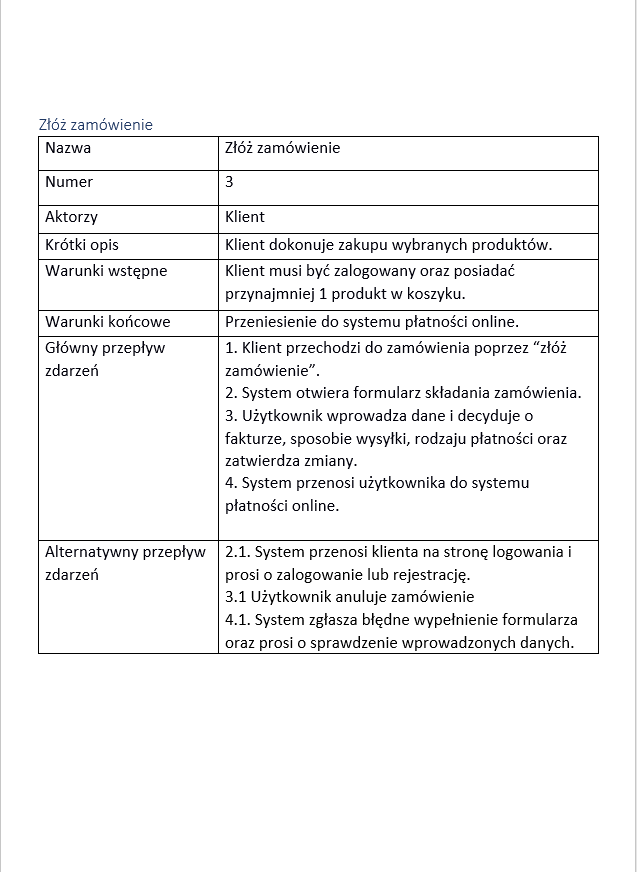 Złóż zamówienie
Nazwa
Złóż zamówienie
Numer
3
Aktorzy
Klient
Krótki opis
Klient dokonuje zakupu wybranych produktów.
Warunki wstępne
Klient musi być zalogowany oraz posiadać
przynajmniej 1 produkt w koszyku.
Warunki końcowe
Przeniesienie do systemu płatności online.
Główny przepływ
zdarzeń
1. Klient przechodzi do zamówienia poprzez “złóż
zamówienie”.
2. System otwiera formularz składania zamówienia.
3. Użytkownik wprowadza dane i decyduje o
fakturze, sposobie wysyłki, rodzaju płatności oraz
zatwierdza zmiany.
4. System przenosi użytkownika do systemu
płatności online.
Alternatywny przepływ
zdarzeń
2.1. System przenosi klienta na stronę logowania i
prosi o zalogowanie lub rejestrację.
3.1 Użytkownik anuluje zamówienie
4.1. System zgłasza błędne wypełnienie formularza
oraz prosi o sprawdzenie wprowadzonych danych.